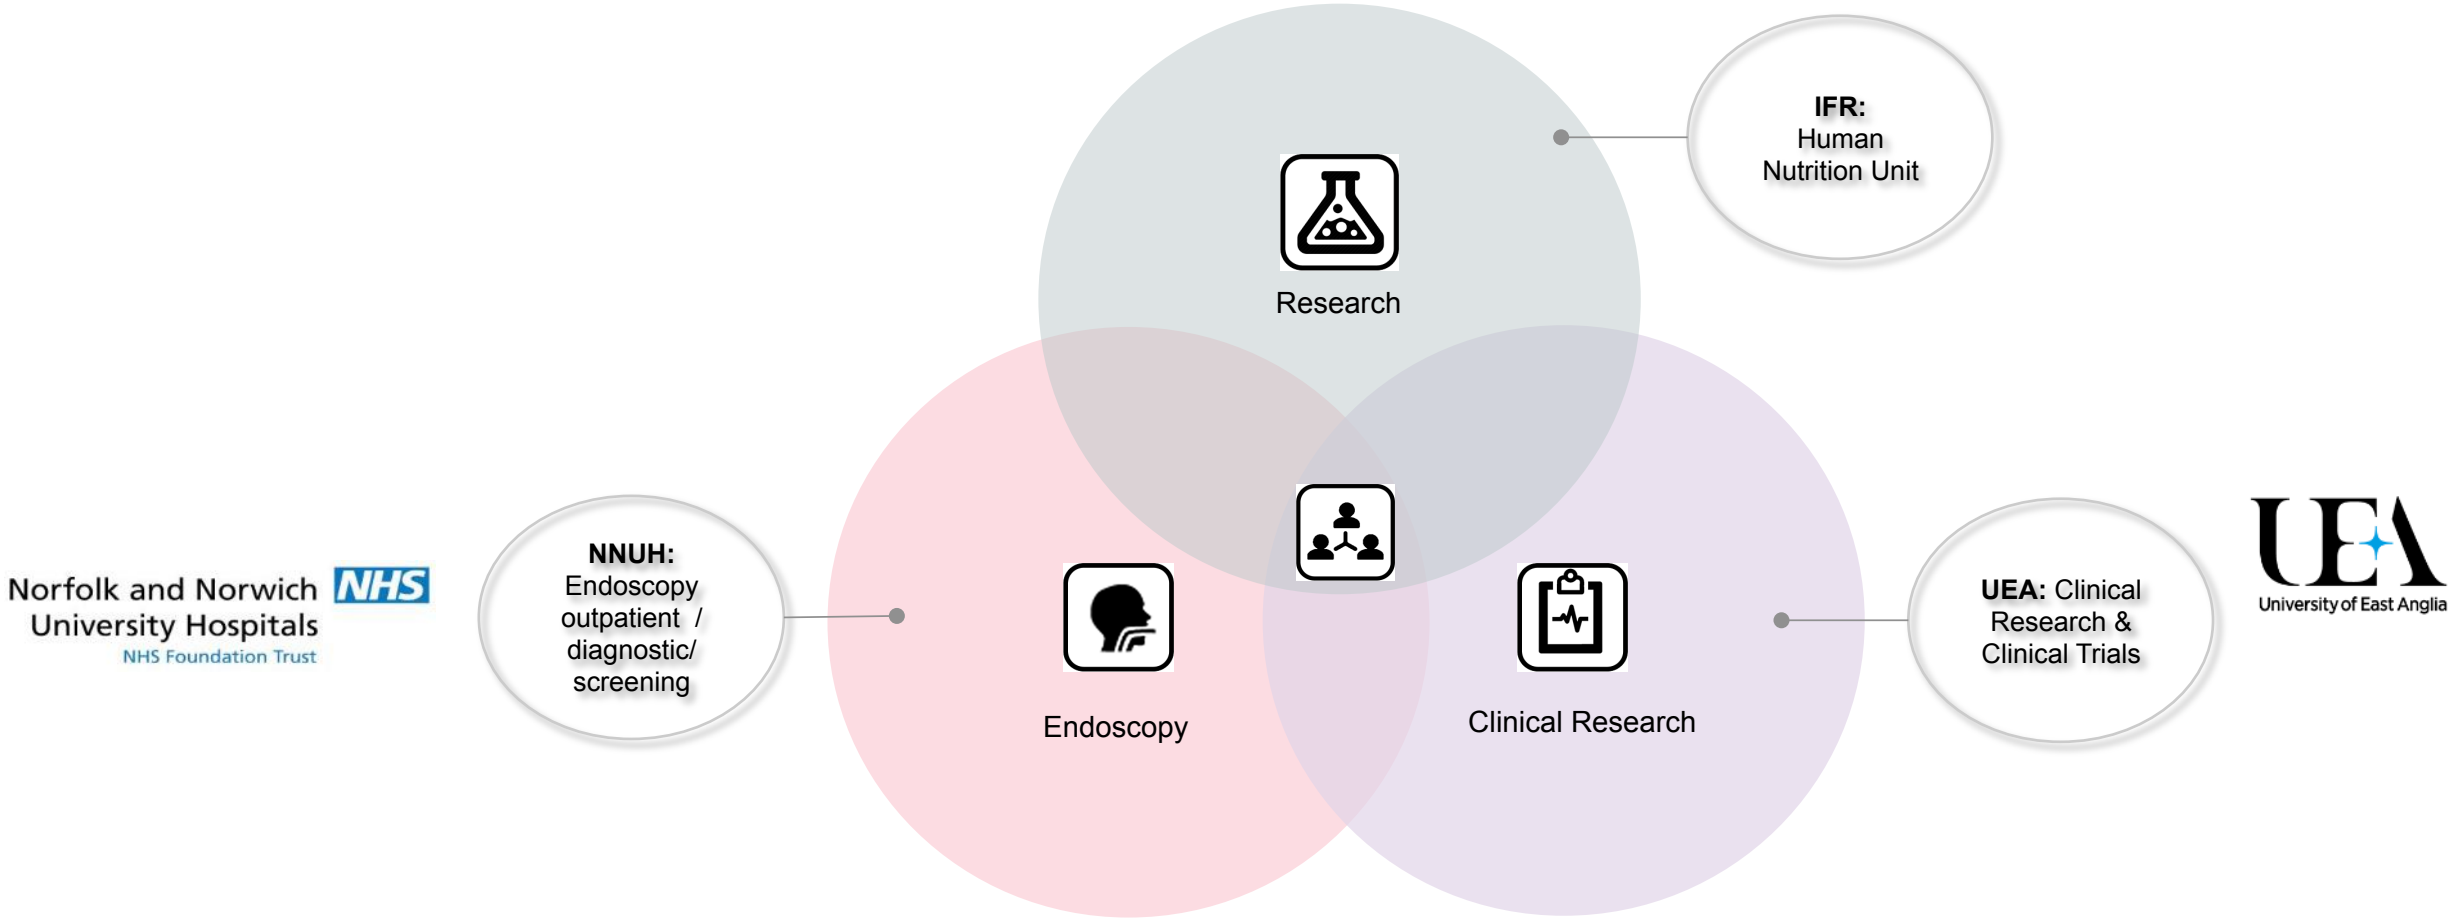 IFR:
Human
Nutrition Unit
Research
Norfolk and Norwich NHS
University Hospitals
NHS Foundation Trust
NNUH:
Endoscopy
outpatient /
diagnostic/
screening
Endoscopy
Clinical Research
UEA: Clinical
Research &
Clinical Trials
UEA
University of East Anglia